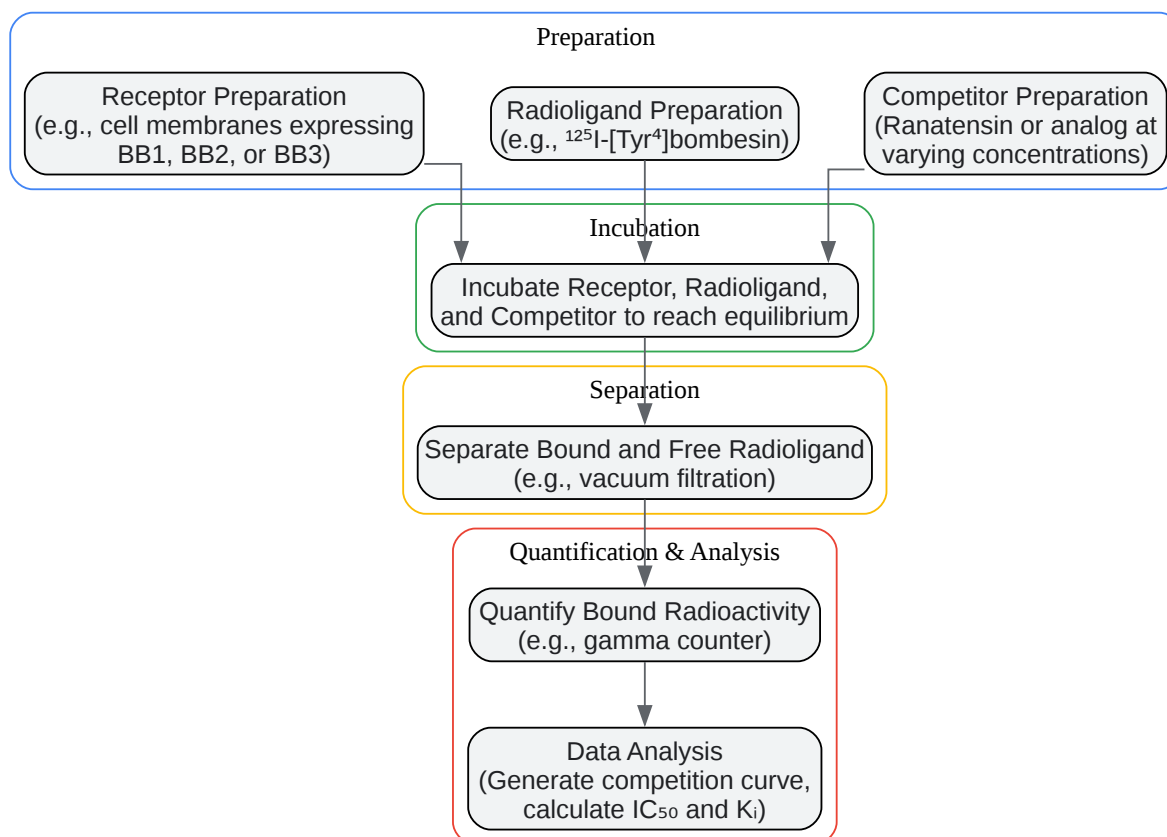 Preparation
Receptor Preparation
(e.g., cell membranes expressing
BB1, BB2, or BB3)
Radioligand Preparation
(e.g., ¹²⁵I-[Tyr⁴]bombesin)
Competitor Preparation
(Ranatensin or analog at
varying concentrations)
Incubation
Incubate Receptor, Radioligand,
and Competitor to reach equilibrium
Separation
Separate Bound and Free Radioligand
(e.g., vacuum filtration)
Quantification & Analysis
Quantify Bound Radioactivity
(e.g., gamma counter)
Data Analysis
(Generate competition curve,
calculate IC₅₀ and Kᵢ)